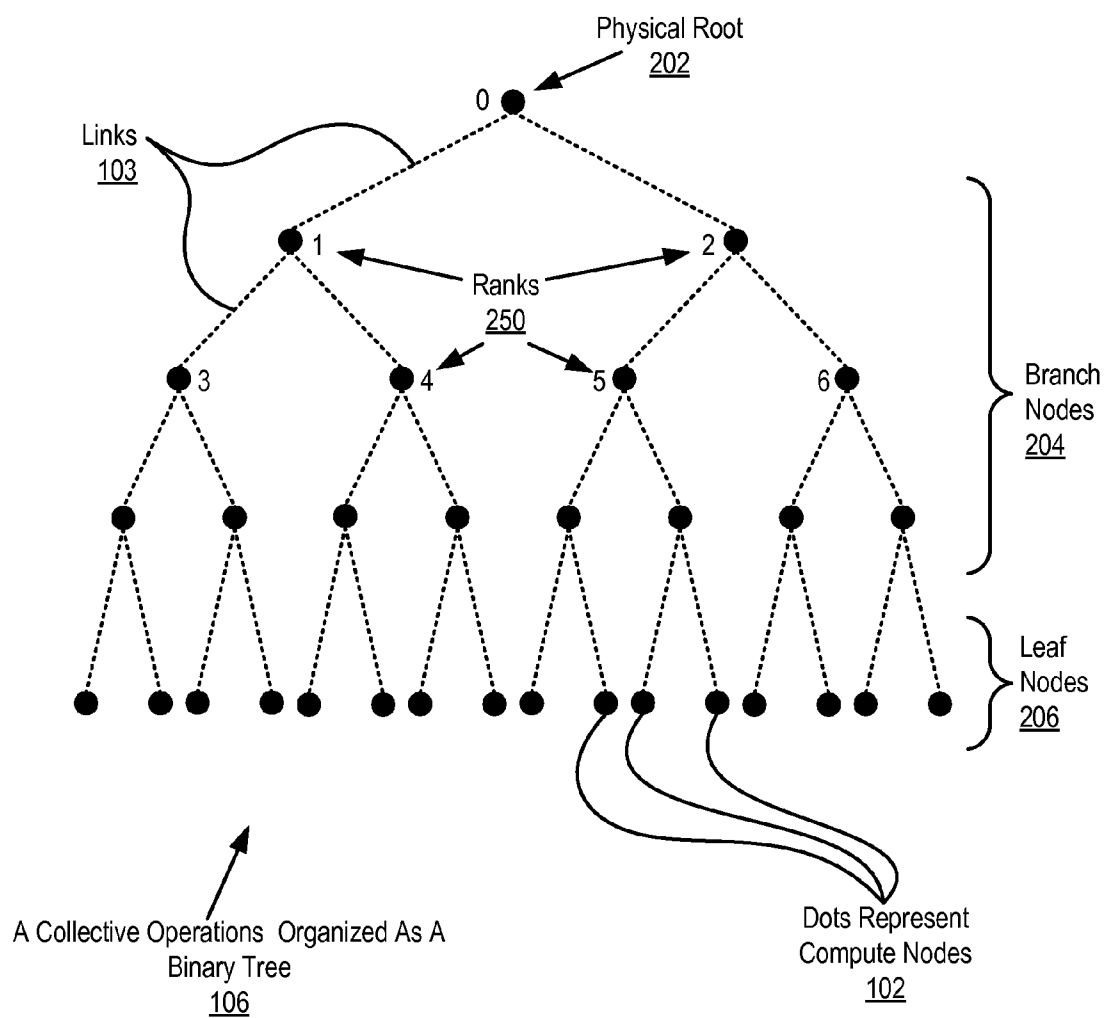 Physical Root
202
0
Links
103
1
2
Ranks
250
3
4
5
6
Branch
Nodes
204
Leaf
Nodes
206
A Collective Operations Organized As A
Binary Tree
106
Dots Represent
Compute Nodes
102